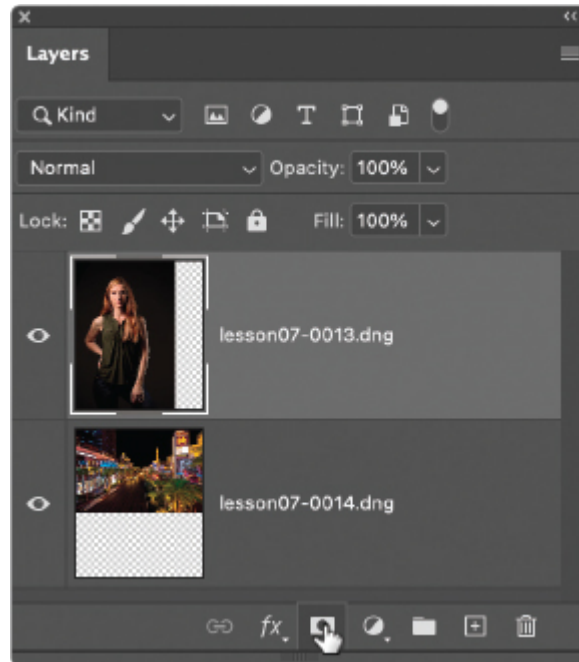 Layers
Kind
Normal Opacity: 100%
Lock: Fill: 100%
lesson07-0013.dng
lesson07-0014.dng
fx